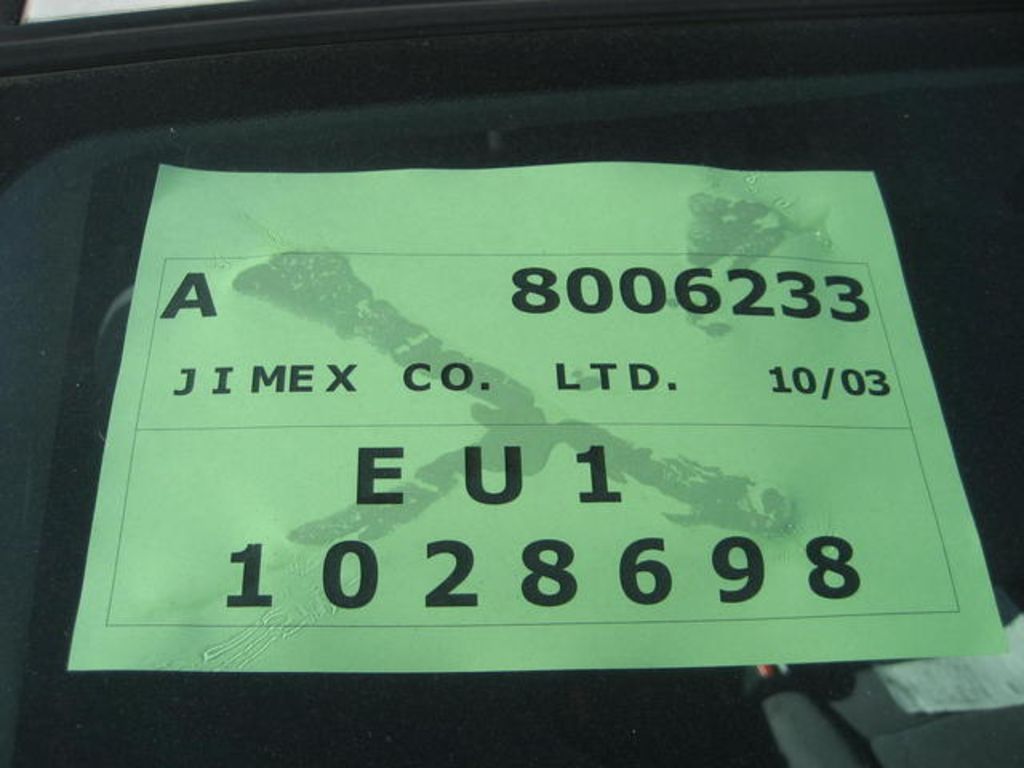 A 8006233
JIMEX CO. LTD. 10/03
EU1
1028698